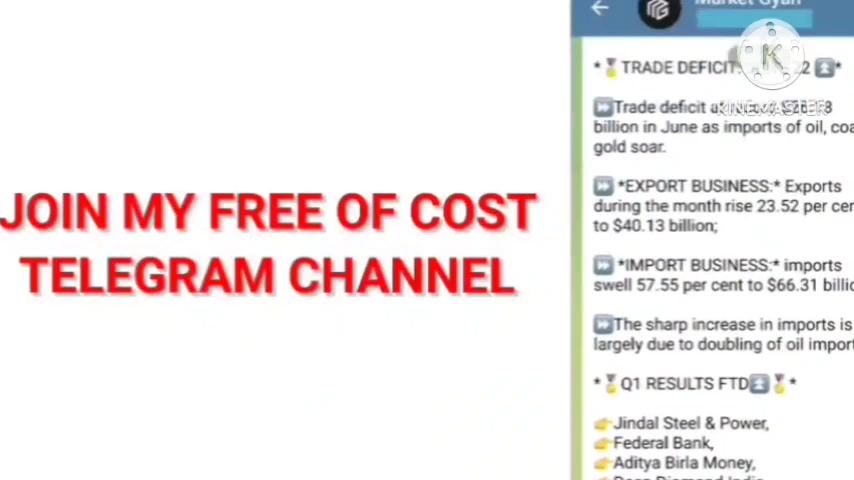 JOIN MY FREE OF COST
TELEGRAM CHANNEL
Market Gyan
KINEMASTER
*🏅TRADE DEFICIT: 22⏫*
⏩Trade deficit at
billion in June as imports of oil, coa
gold soar.
⏩*EXPORT BUSINESS:* Exports
during the month rise 23.52 per cen
to $40.13 billion;
⏩*IMPORT BUSINESS:* imports
swell 57.55 per cent to $66.31 billio
⏩The sharp increase in imports is
largely due to doubling of oil import
*🏅Q1 RESULTS FTD⏫🏅*
👉Jindal Steel & Power,
👉Federal Bank,
👉Aditya Birla Money,